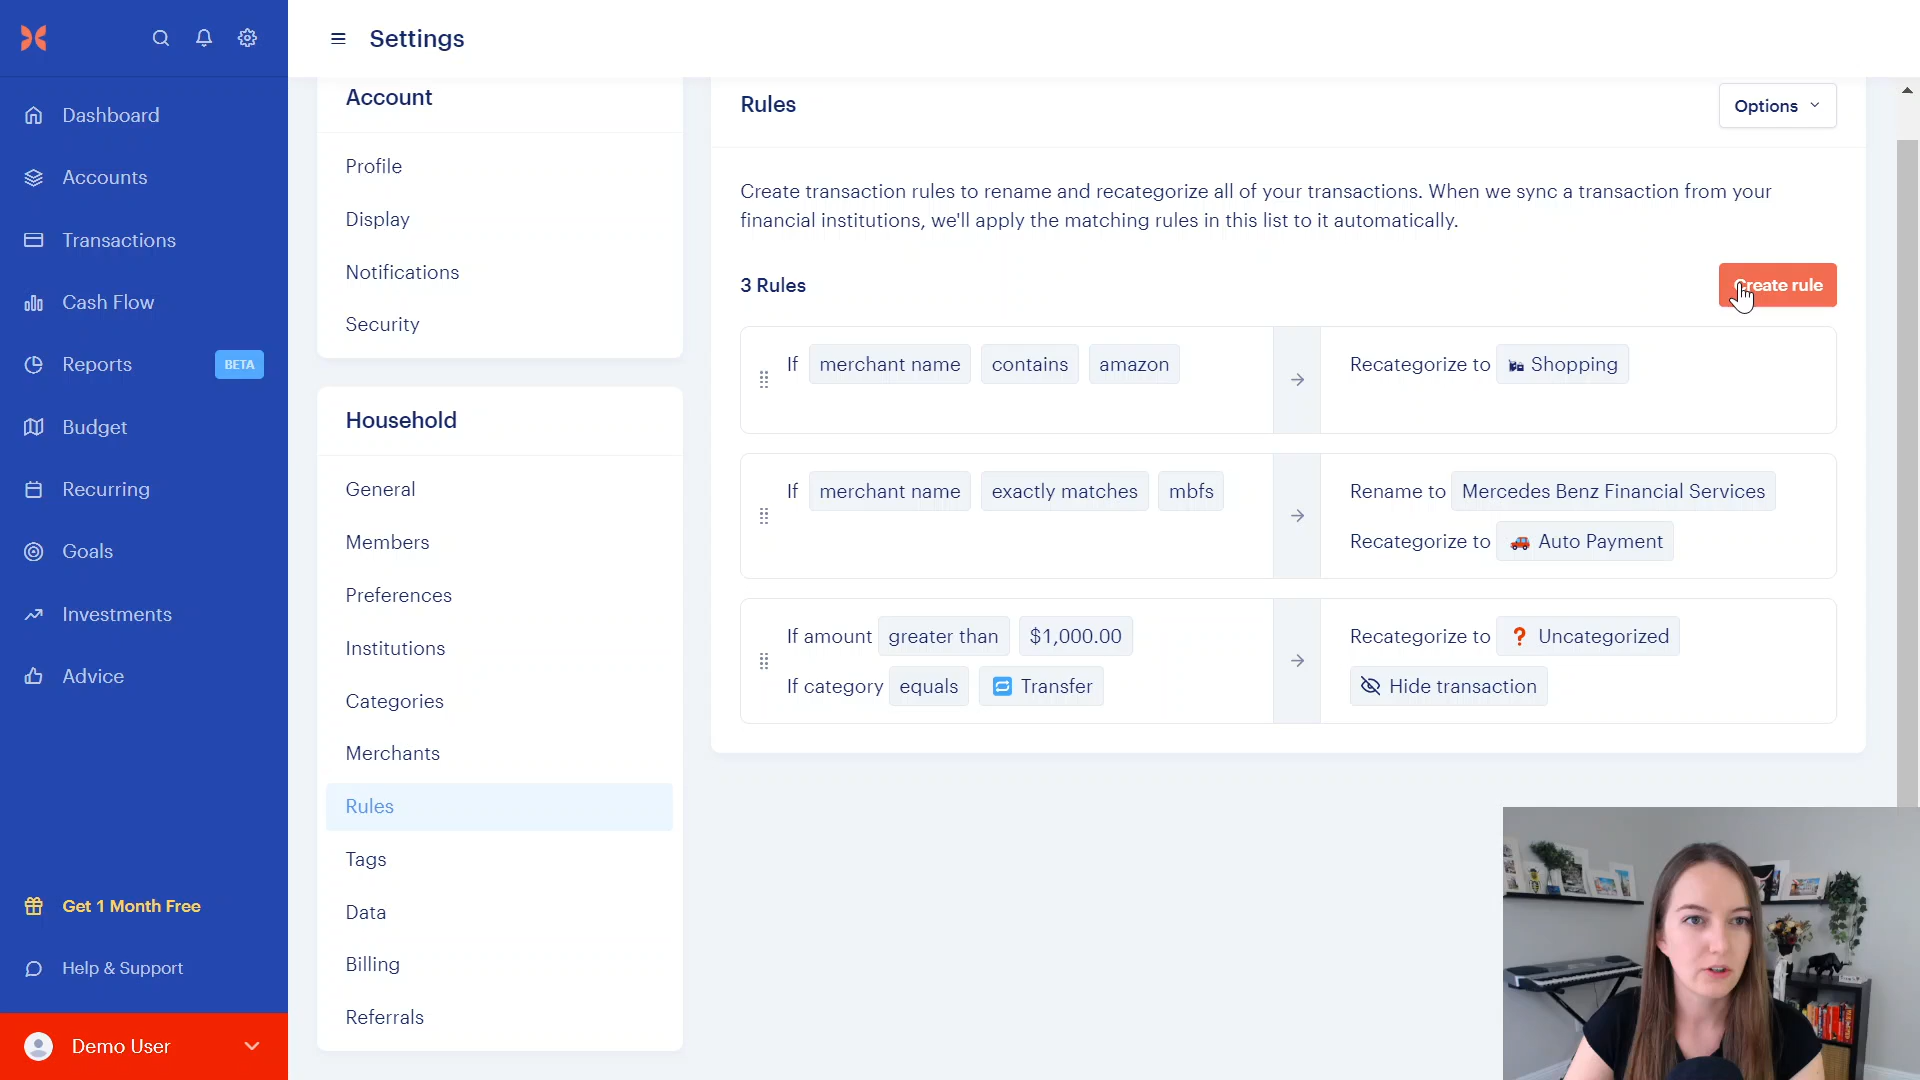 Settings
Dashboard
Accounts
Transactions
Cash Flow
Reports
BETA
Budget
Goals
Recurring
Investments
Advice
Get 1 Month Free
Help & Support
Demo User
Account
Profile
Display
Notifications
Security
Household
General
Members
Preferences
Institutions
Categories
Merchants
Rules
Tags
Data
Billing
Referrals
Rules
Options
Create transaction rules to rename and recategorize all of your transactions. When we sync a transaction from your
financial institutions, we'll apply the matching rules in this list to it automatically.
3 Rules
Create rule
If merchant name contains amazon
Recategorize to Shopping
If merchant name exactly matches mbfs
Rename to Mercedes Benz Financial Services
Recategorize to Auto Payment
If amount greater than $1,000.00
If category equals Transfer
Recategorize to Uncategorized
Hide transaction